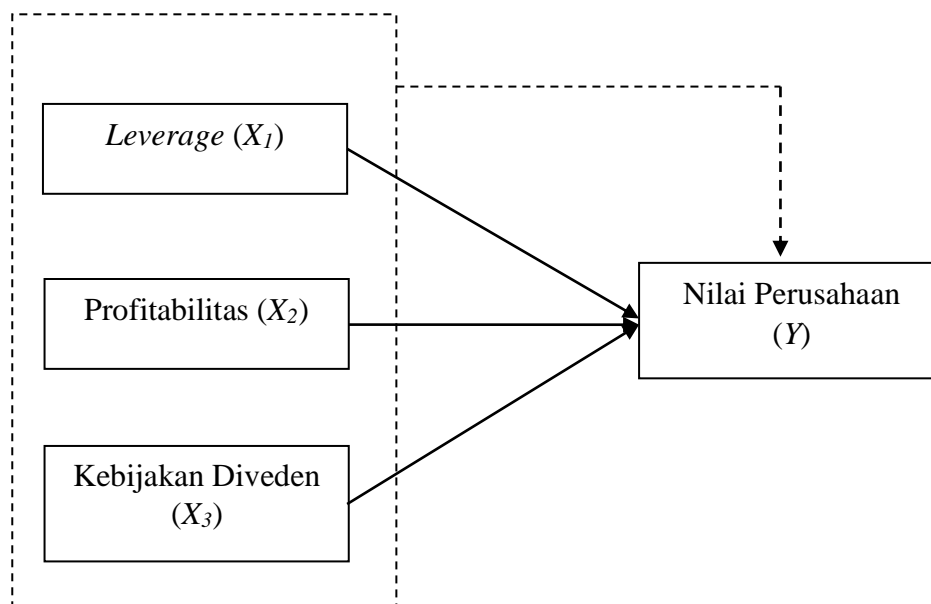 Leverage (X1)
Profitabilitas (X2)
Nilai Perusahaan
(Y)
Kebijakan Diveden
(X3)